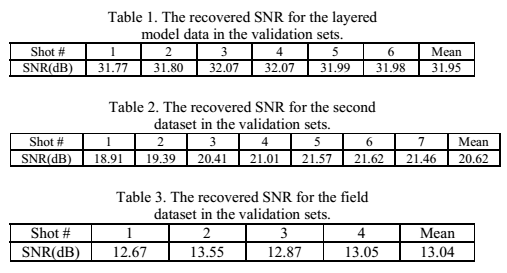 Table 1. The recovered SNR for the layered
model data in the validation sets.
Shot # 1 2 3 4 5 6 Mean
SNR(dB) 31.77 31.80 32.07 32.07 31.99 31.98 31.95
Table 2. The recovered SNR for the second
dataset in the validation sets.
Shot # 1 2 3 4 5 6 7 Mean
SNR(dB) 18.91 19.39 20.41 21.01 21.57 21.62 21.46 20.62
Table 3. The recovered SNR for the field
dataset in the validation sets.
Shot # 1 2 3 4 Mean
SNR(dB) 12.67 13.55 12.87 13.05 13.04